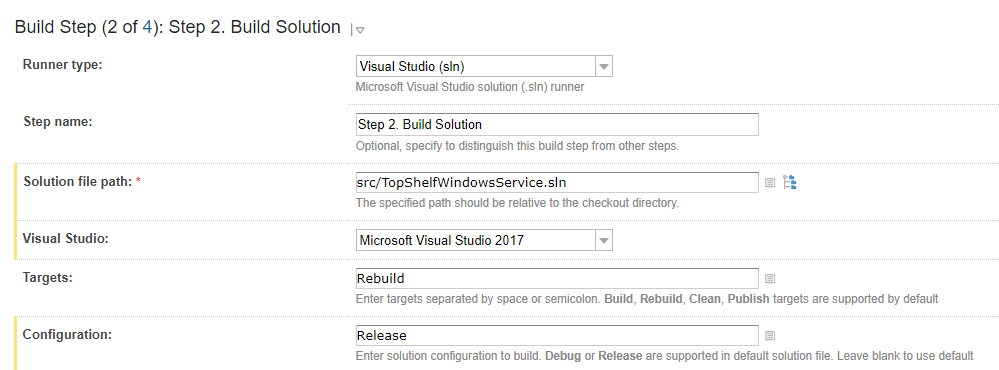 Build Step (2 of 4): Step 2. Build Solution
Runner type: Visual Studio (sln)
Microsoft Visual Studio solution (.sln) runner
Step name: Step 2. Build Solution
Optional, specify to distinguish this build step from other steps.
Solution file path: * src/TopShelfWindowsService.sln
The specified path should be relative to the checkout directory.
Visual Studio: Microsoft Visual Studio 2017
Targets: Rebuild
Enter targets separated by space or semicolon. Build, Rebuild, Clean, Publish targets are supported by default
Configuration: Release
Enter solution configuration to build. Debug or Release are supported in default solution file. Leave blank to use default